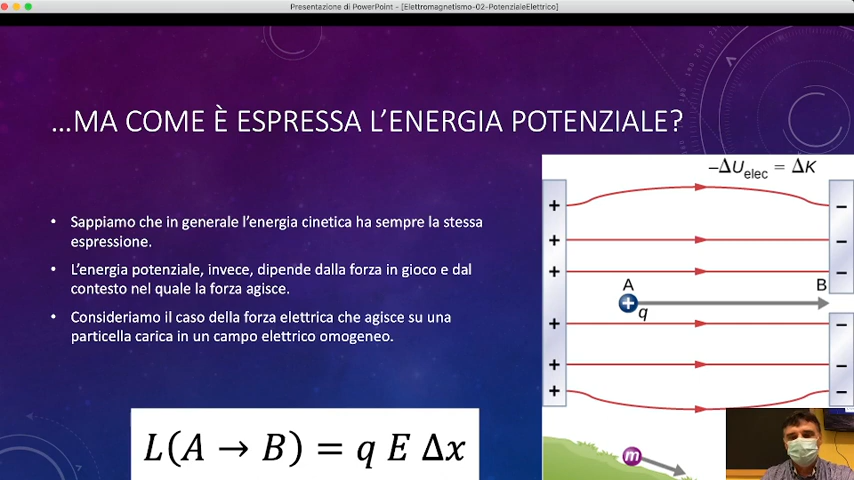 Presentazione di PowerPoint - [Elettromagnetismo-02-PotenzialeElettrico]
...MA COME È ESPRESSA L'ENERGIA POTENZIALE?
• Sappiamo che in generale l'energia cinetica ha sempre la stessa
espressione.
• L'energia potenziale, invece, dipende dalla forza in gioco e dal
contesto nel quale la forza agisce.
• Consideriamo il caso della forza elettrica che agisce su una
particella carica in un campo elettrico omogeneo.
L(A → B) = q E Δx
−ΔU_elec = ΔK
+ −
+ −
+ −
A B
+ q
+ −
+ −
+ −
m